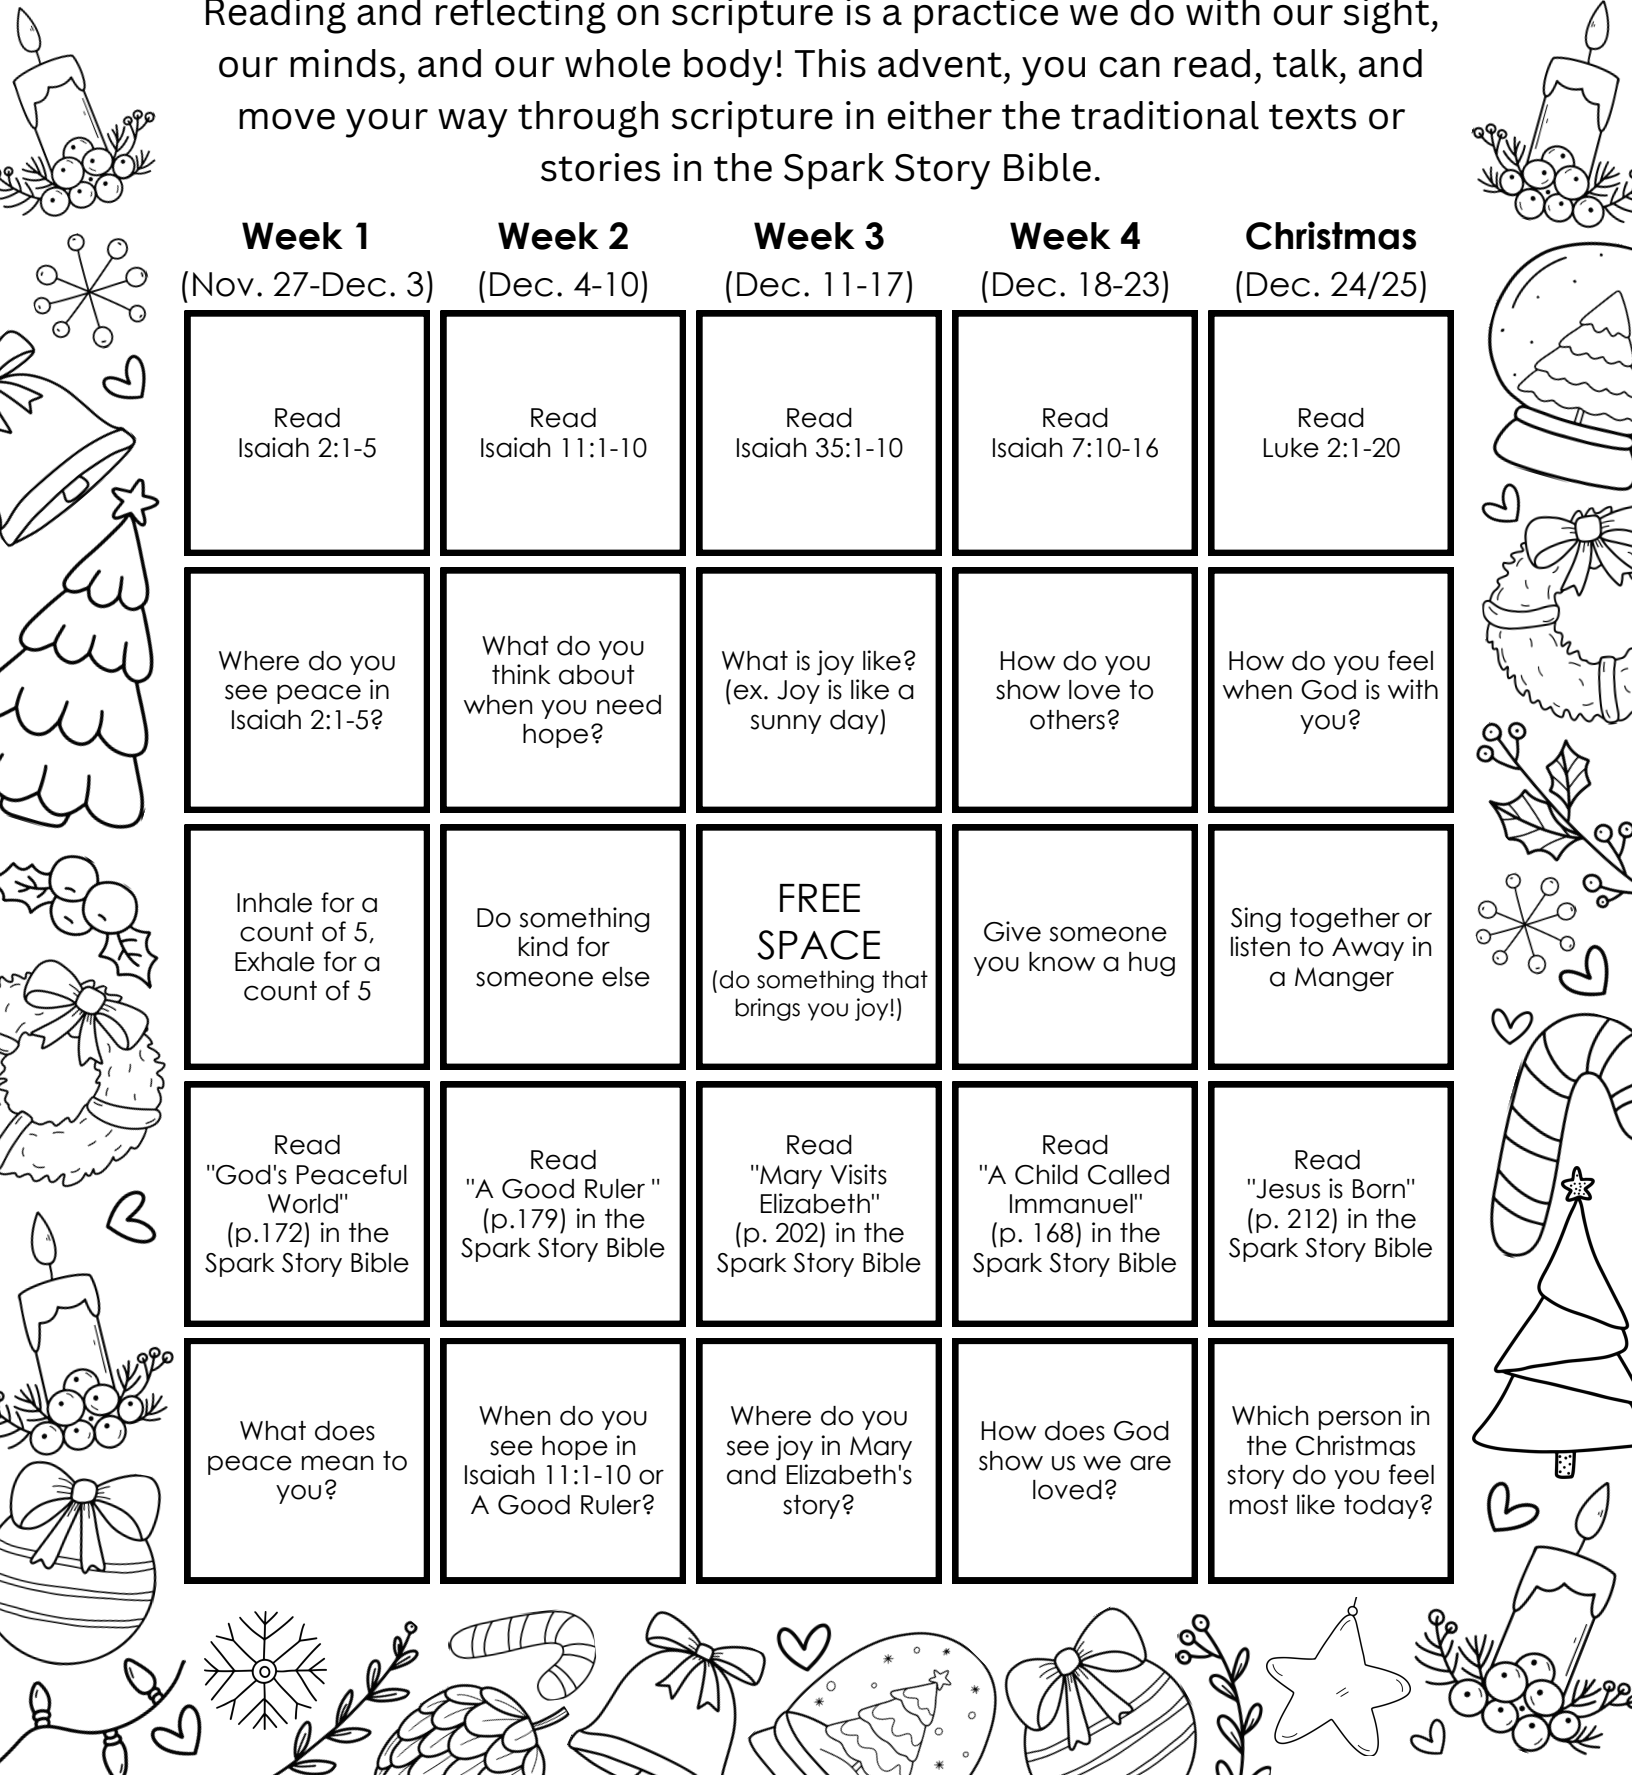 Reading and reflecting on scripture is a practice we do with our sight,
our minds, and our whole body! This advent, you can read, talk, and
move your way through scripture in either the traditional texts or
stories in the Spark Story Bible.
Week 1
(Nov. 27-Dec. 3)
Week 2
(Dec. 4-10)
Week 3
(Dec. 11-17)
Week 4
(Dec. 18-23)
Christmas
(Dec. 24/25)
Read
Isaiah 2:1-5
Read
Isaiah 11:1-10
Read
Isaiah 35:1-10
Read
Isaiah 7:10-16
Read
Luke 2:1-20
Where do you
see peace in
Isaiah 2:1-5?
What do you
think about
when you need
hope?
What is joy like?
(ex. Joy is like a
sunny day)
How do you
show love to
others?
How do you feel
when God is with
you?
Inhale for a
count of 5,
Exhale for a
count of 5
Do something
kind for
someone else
FREE
SPACE
(do something that
brings you joy!)
Give someone
you know a hug
Sing together or
listen to Away in
a Manger
Read
"God's Peaceful
World"
(p.172) in the
Spark Story Bible
Read
"A Good Ruler "
(p.179) in the
Spark Story Bible
Read
"Mary Visits
Elizabeth"
(p. 202) in the
Spark Story Bible
Read
"A Child Called
Immanuel"
(p. 168) in the
Spark Story Bible
Read
"Jesus is Born"
(p. 212) in the
Spark Story Bible
What does
peace mean to
you?
When do you
see hope in
Isaiah 11:1-10 or
A Good Ruler?
Where do you
see joy in Mary
and Elizabeth's
story?
How does God
show us we are
loved?
Which person in
the Christmas
story do you feel
most like today?